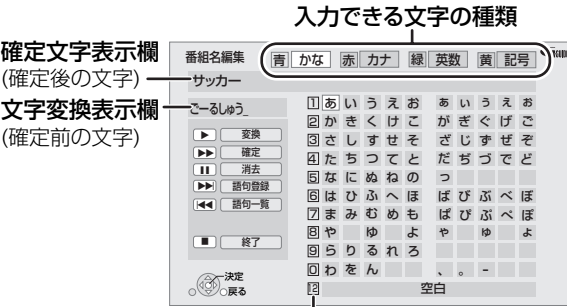 入力できる文字の種類
確定文字表示欄
(確定後の文字)
文字変換表示欄
(確定前の文字)
番組名編集 青 かな 赤 カナ 緑 英数 黄 記号
サッカー
ごーるしゅう_
変換
確定
消去
語句登録
語句一覧
終了
決定
戻る
1 あ い う え お ぁ ぃ ぅ ぇ ぉ
2 か き く け こ が ぎ ぐ げ ご
3 さ し す せ そ ざ じ ず ぜ ぞ
4 た ち つ て と だ ぢ づ で ど
5 な に ぬ ね の っ
6 は ひ ふ へ ほ ば び ぶ べ ぼ
7 ま み む め も ぱ ぴ ぷ ぺ ぽ
8 や ゆ よ ゃ ゅ ょ
9 ら り る れ ろ
0 わ を ん 、 。 -
12 空白